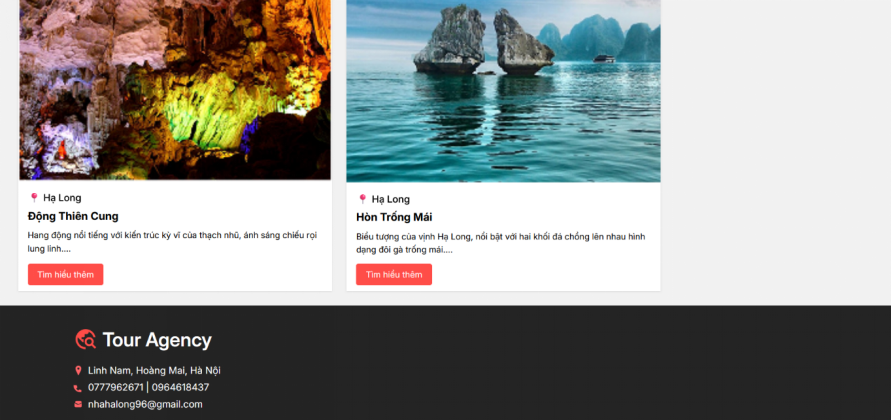 Hạ Long
Động Thiên Cung
Hang động nổi tiếng với kiến trúc kỳ vĩ của thạch nhũ, ánh sáng chiếu rọi
lung linh....
Tìm hiểu thêm
Hạ Long
Hòn Trống Mái
Biểu tượng của vịnh Hạ Long, nổi bật với hai khối đá chồng lên nhau hình
dạng đôi gà trống mái....
Tìm hiểu thêm
Tour Agency
Linh Nam, Hoàng Mai, Hà Nội
0777962671 | 0964618437
nhahalong96@gmail.com